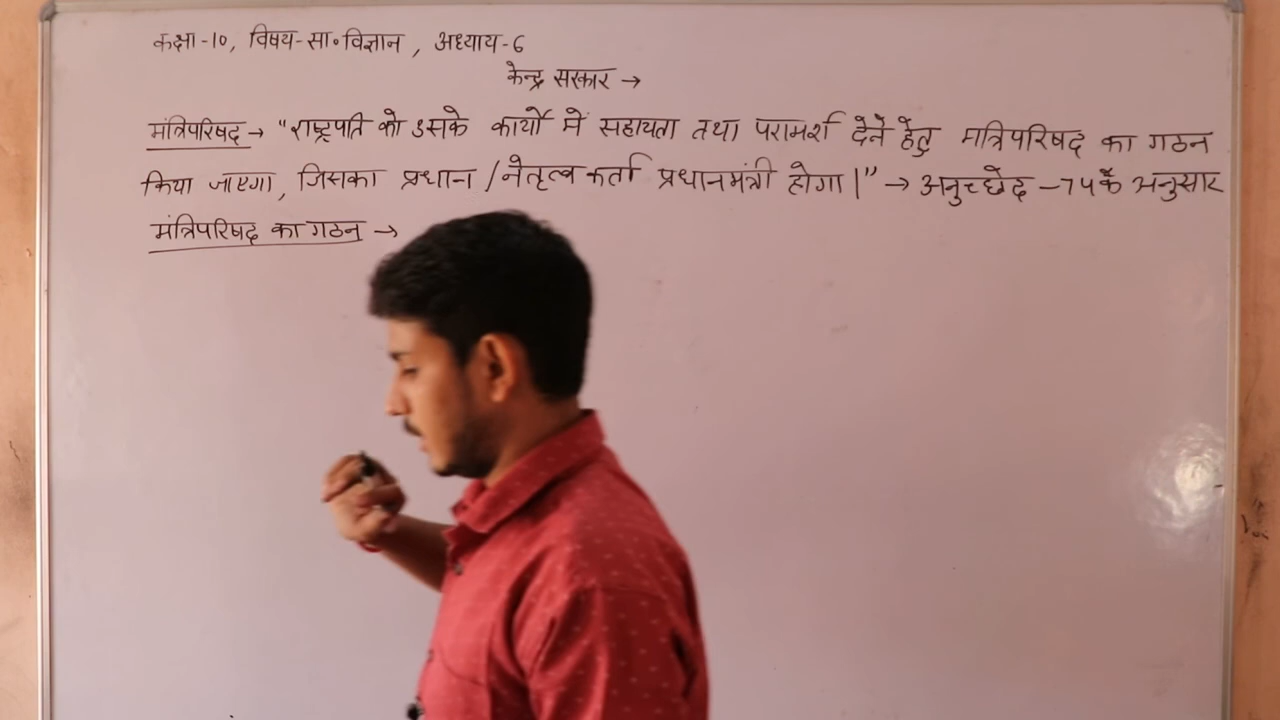 कक्षा-10, विषय-सा॰विज्ञान, अध्याय-6
केन्द्र सरकार →
मंत्रिपरिषद → "राष्ट्रपति को उसके कार्यो में सहायता तथा परामर्श देने हेतु मत्रिपरिषद का गठन
किया जाएगा, जिसका प्रधान/नेतृत्व कर्ता प्रधानमंत्री होगा।" → अनुच्छेद -74 के अनुसार
मंत्रिपरिषद का गठन →